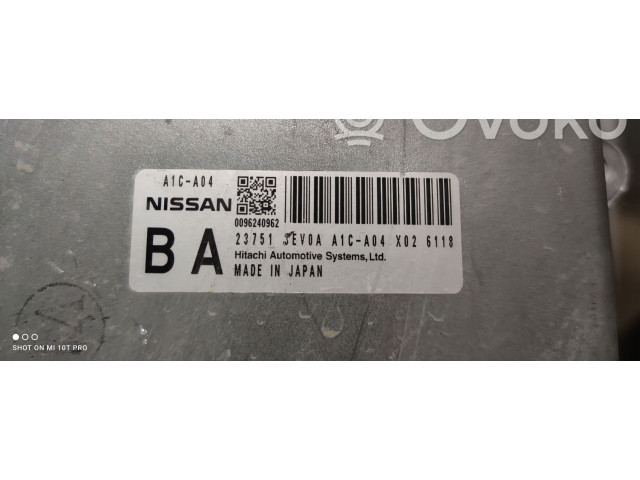 Ovoko
A1C-A04
NISSAN
0096240962
BA
23751 3EV0A A1C-A04 X02 6118
Hitachi Automotive Systems, Ltd.
MADE IN JAPAN
SHOT ON MI 10T PRO